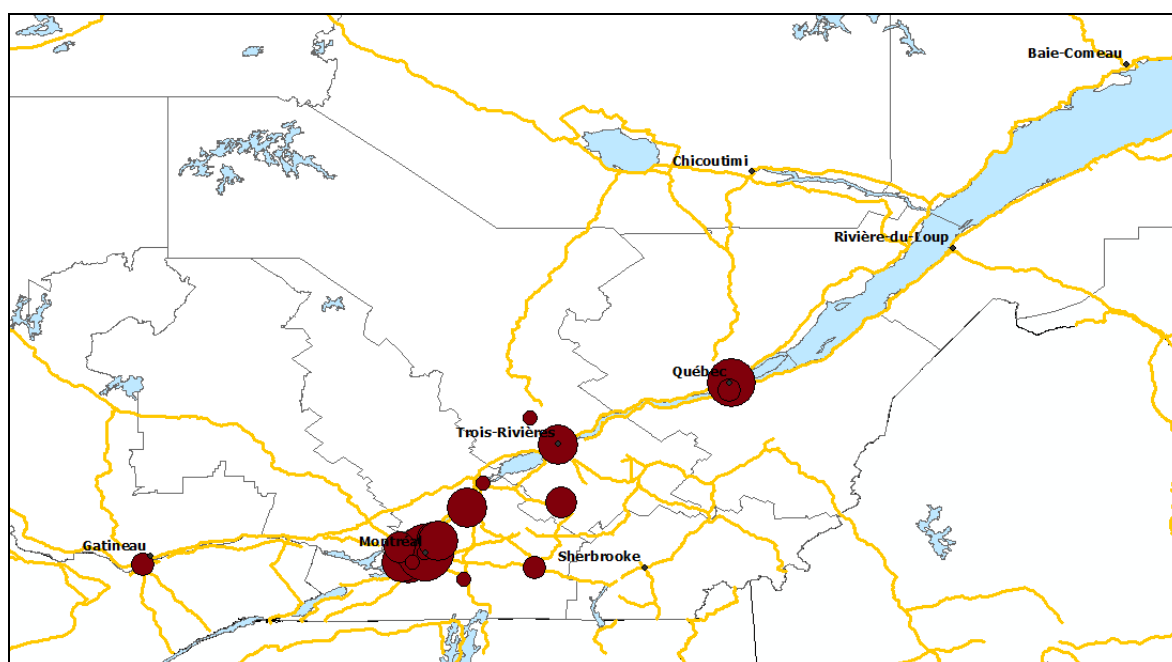 Baie-Comeau
Chicoutimi
Rivière-du-Loup
Québec
Trois-Rivières
Montréal
Gatineau
Sherbrooke